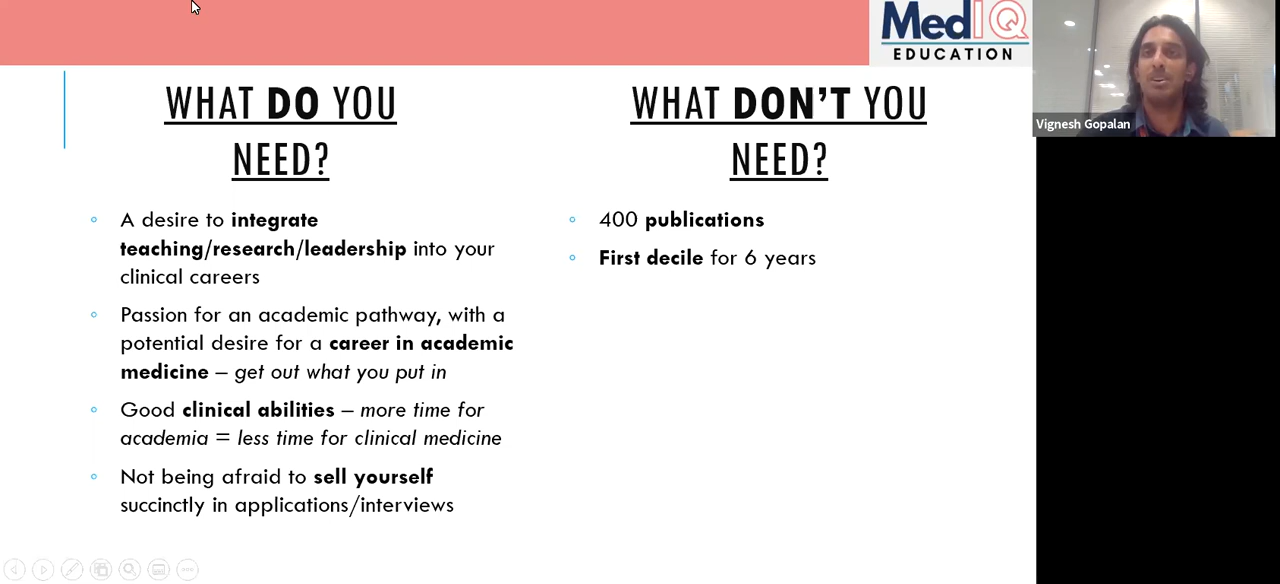 MedIQ
EDUCATION
Vignesh Gopalan
WHAT DO YOU
NEED?
A desire to integrate
teaching/research/leadership into your
clinical careers
Passion for an academic pathway, with a
potential desire for a career in academic
medicine – get out what you put in
Good clinical abilities – more time for
academia = less time for clinical medicine
Not being afraid to sell yourself
succinctly in applications/interviews
WHAT DON'T YOU
NEED?
400 publications
First decile for 6 years